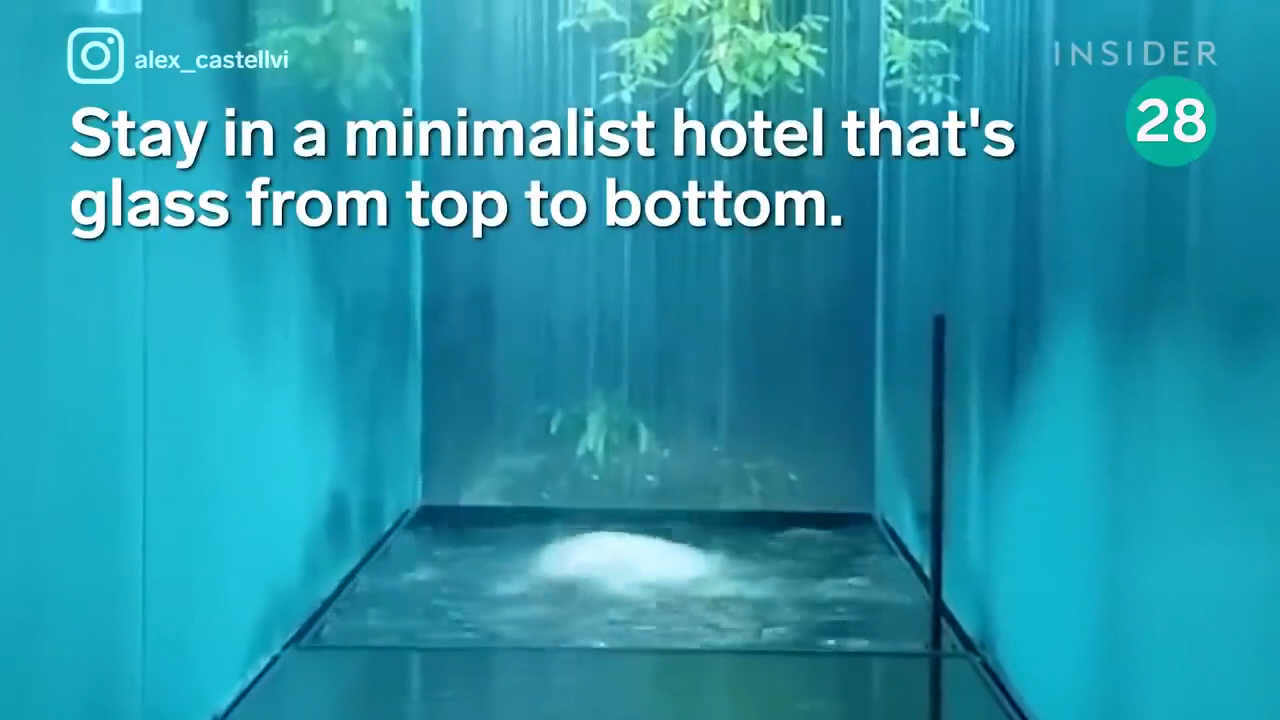 alex_castellvi
INSIDER
28
Stay in a minimalist hotel that's
glass from top to bottom.